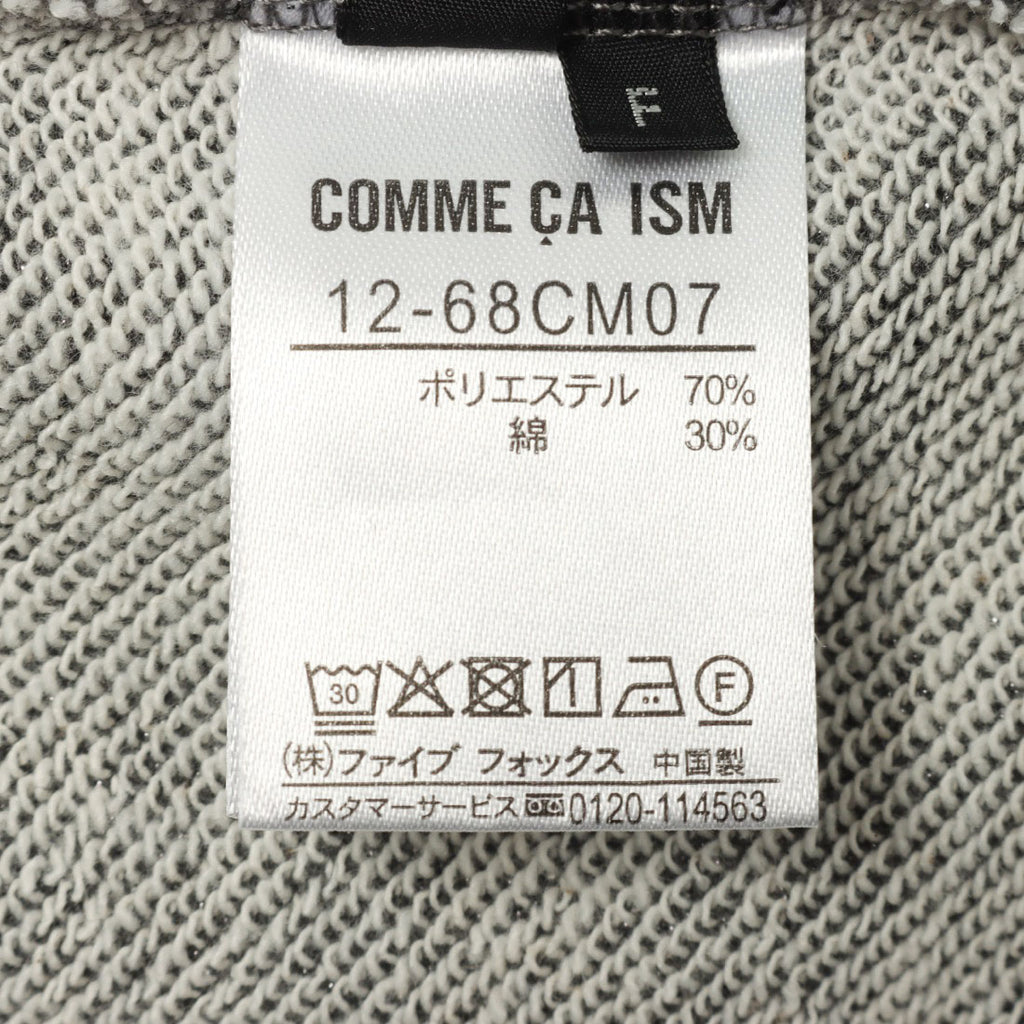 F
COMME ÇA ISM
12-68CM07
ポリエステル 70%
綿 30%
30 F
(株)ファイブ フォックス 中国製
カスタマーサービス 0120-114563